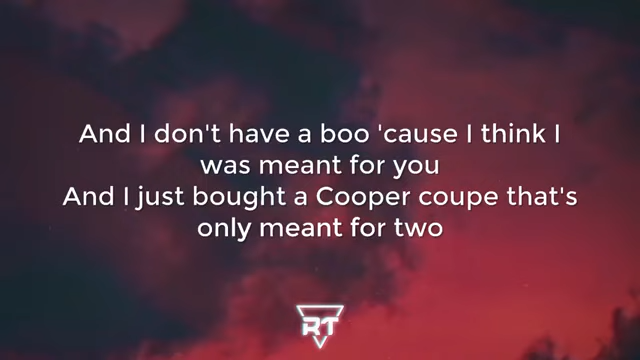 And I don't have a boo 'cause I think I
was meant for you
And I just bought a Cooper coupe that's
only meant for two
RT